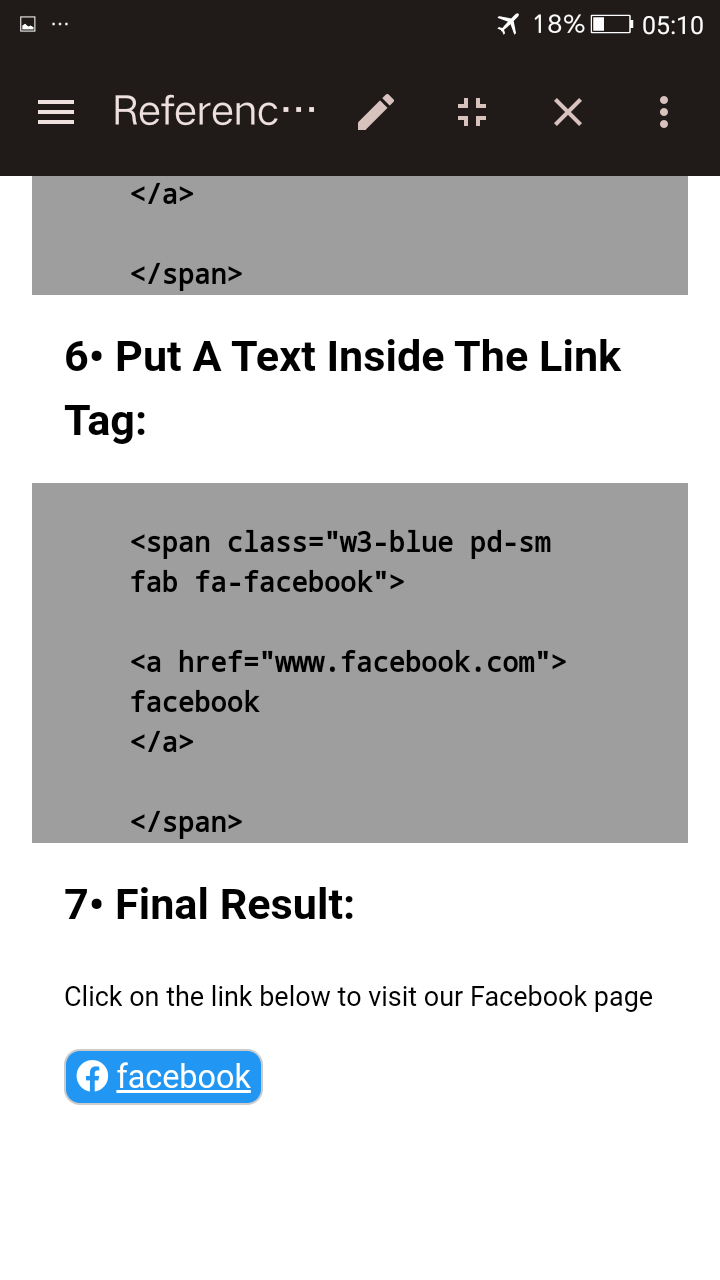 18% 05:10
Referenc···
</a>
</span>
6• Put A Text Inside The Link
Tag:
<span class="w3-blue pd-sm
fab fa-facebook">
<a href="www.facebook.com">
facebook
</a>
</span>
7• Final Result:
Click on the link below to visit our Facebook page
facebook